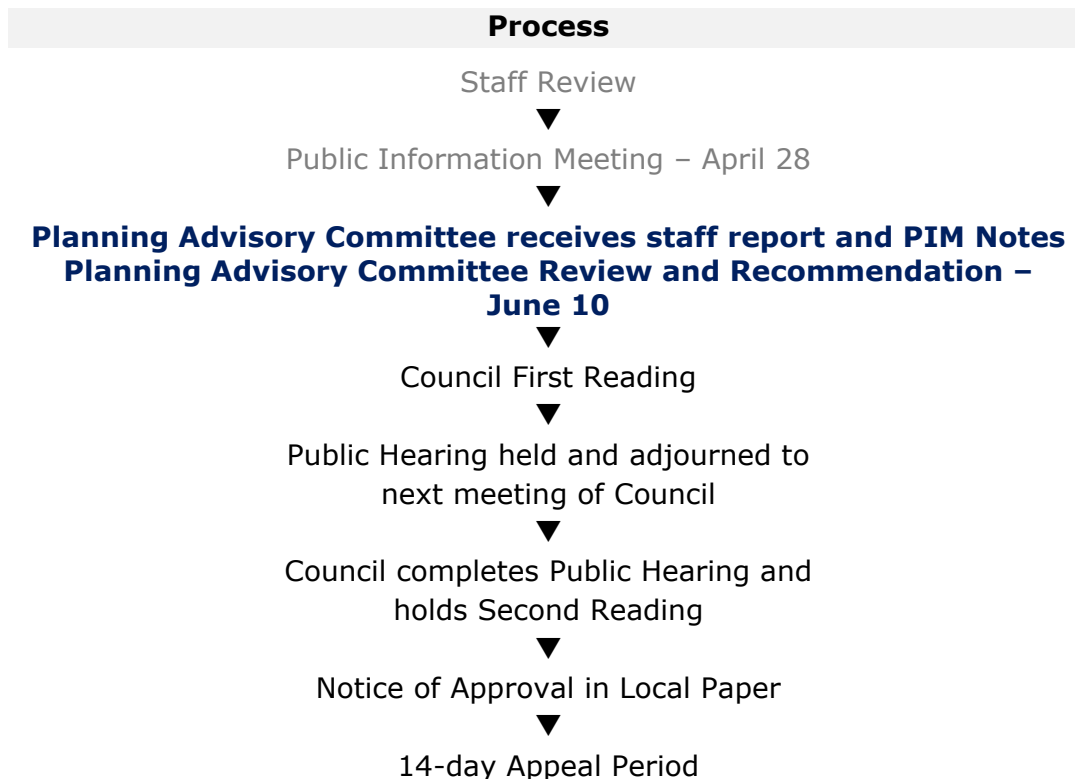 Process
Staff Review
Public Information Meeting – April 28
Planning Advisory Committee receives staff report and PIM Notes
Planning Advisory Committee Review and Recommendation –
June 10
Council First Reading
Public Hearing held and adjourned to
next meeting of Council
Council completes Public Hearing and
holds Second Reading
Notice of Approval in Local Paper
14-day Appeal Period